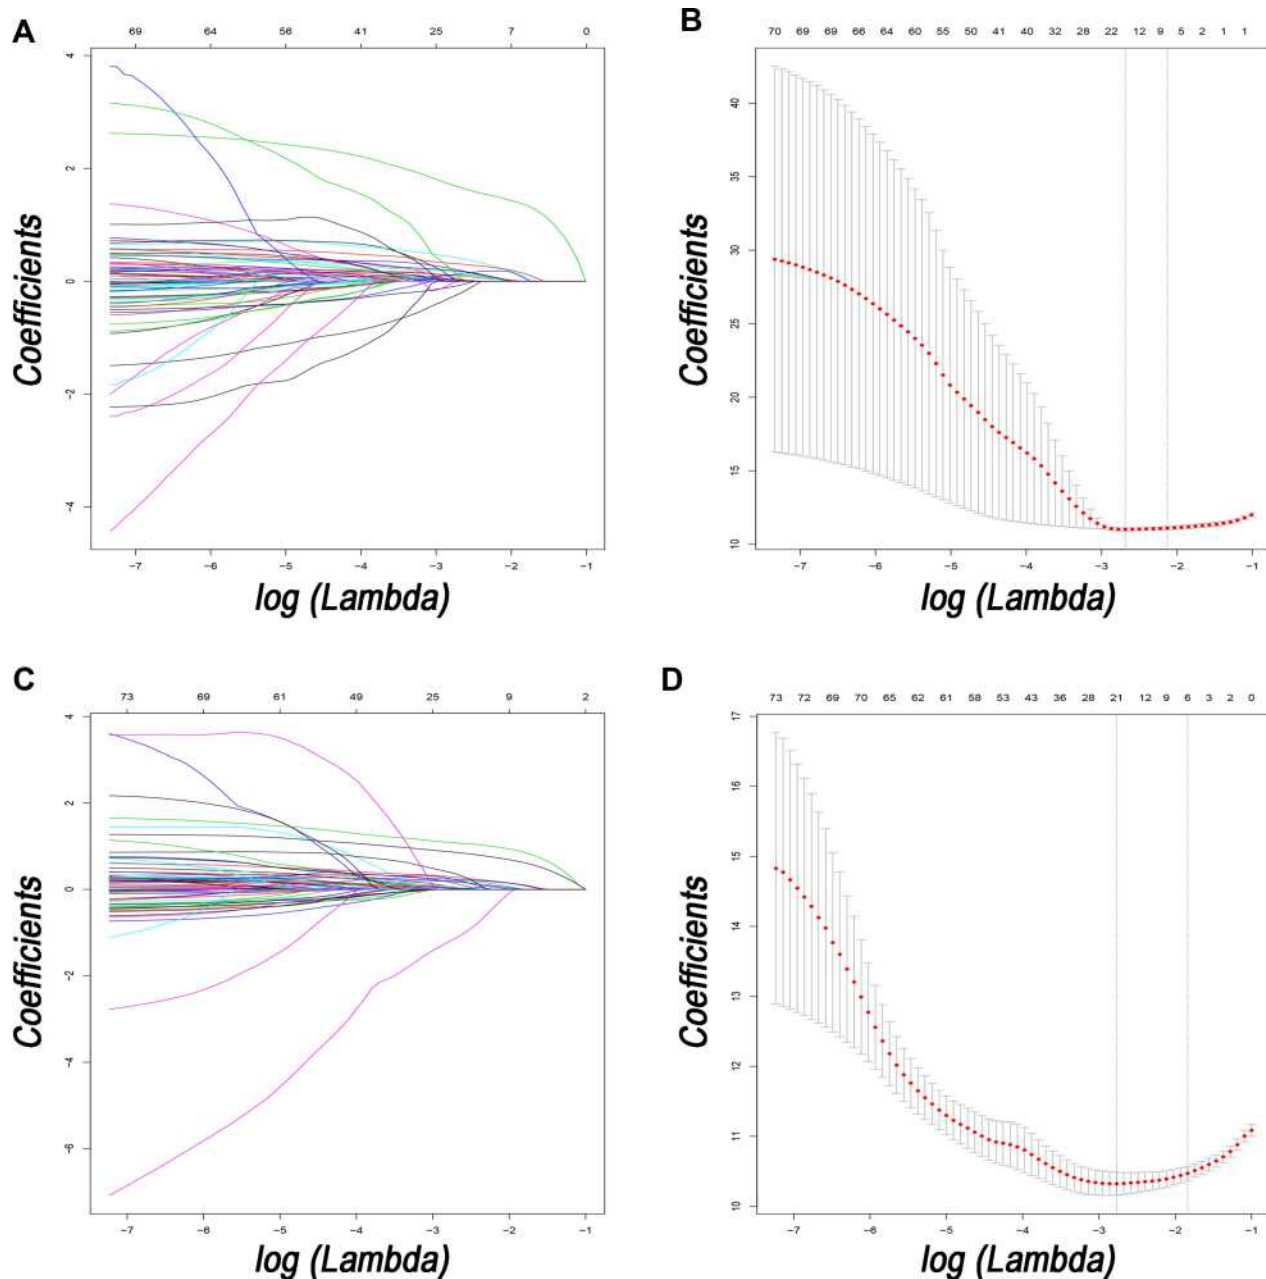 A
69 64 56 41 25 7 0
4
2
0
−2
−4
Coefficients
−7 −6 −5 −4 −3 −2 −1
log (Lambda)
B
70 69 69 66 64 60 55 50 41 40 32 28 22 12 9 5 2 1 1
40
35
30
25
20
15
10
Coefficients
−7 −6 −5 −4 −3 −2 −1
log (Lambda)
C
73 69 61 49 25 9 2
4
2
0
−2
−4
−6
Coefficients
−7 −6 −5 −4 −3 −2 −1
log (Lambda)
D
73 72 69 70 65 62 61 58 53 43 36 28 21 12 9 6 3 2 0
17
16
15
14
13
12
11
10
Coefficients
−7 −6 −5 −4 −3 −2 −1
log (Lambda)